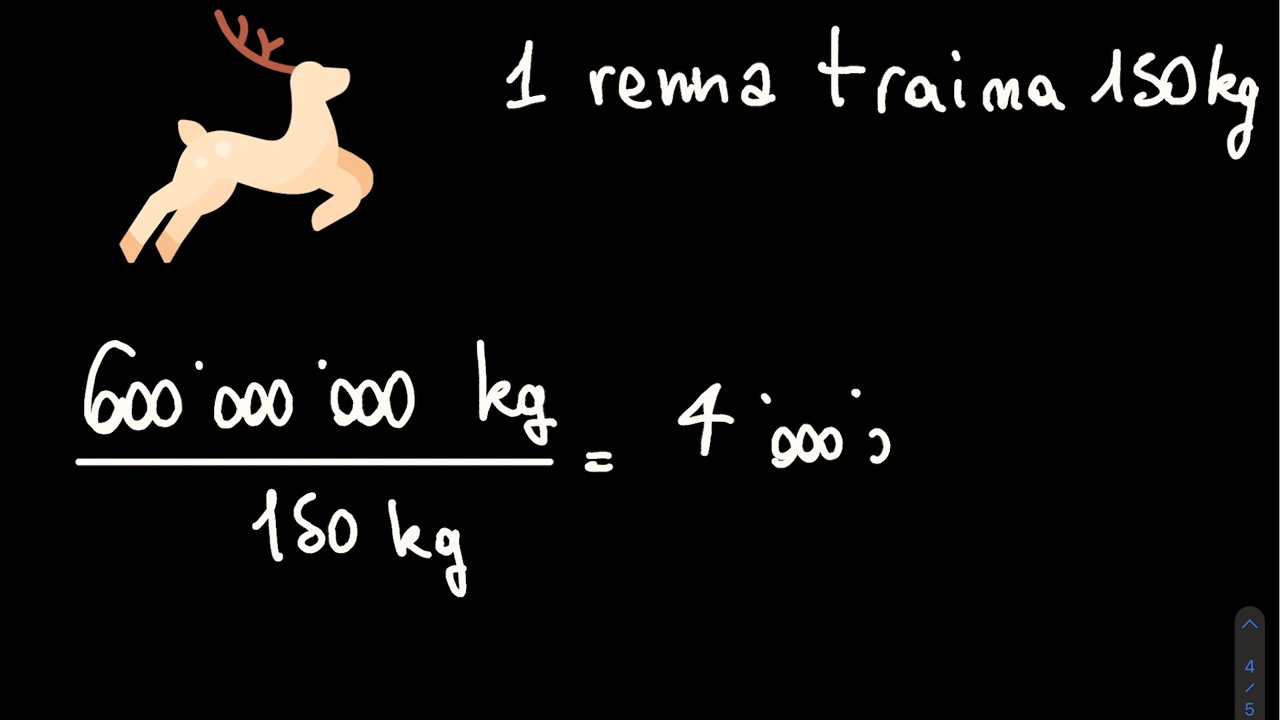 1 renna traina 150 kg
600'000'000 kg
150 kg
= 4'000'
4
/
5